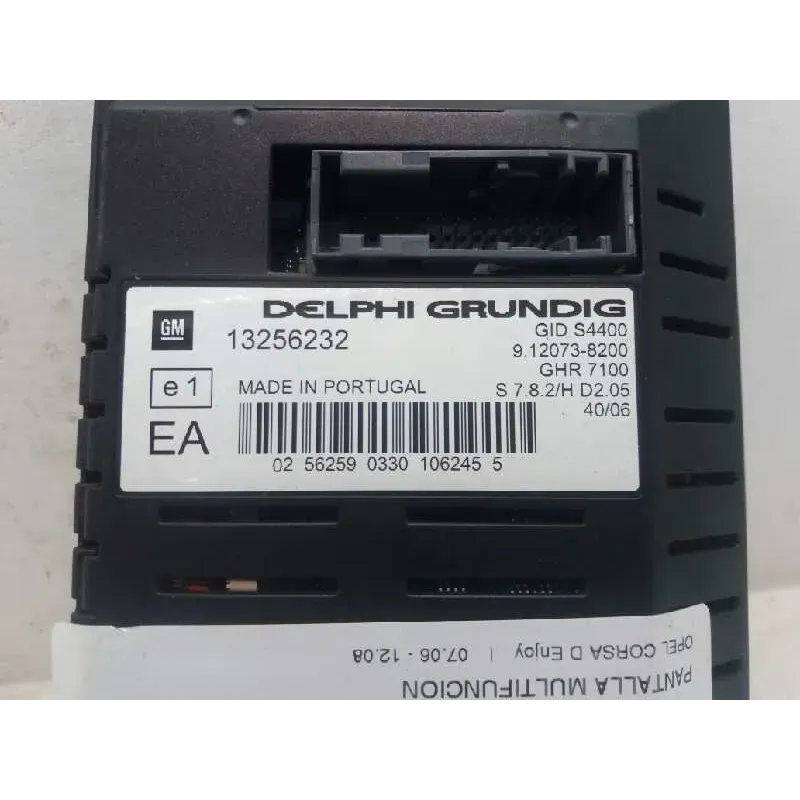 DELPHI GRUNDIG
GM
13256232
GID S4400
9.12073-8200
GHR 7100
e1
MADE IN PORTUGAL
S 7.8.2/H D2.05
40/06
EA
02 56259 0330 106245 5
PANTALLA MULTIFUNCION
OPEL CORSA D Enjoy | 07.06 - 12.08